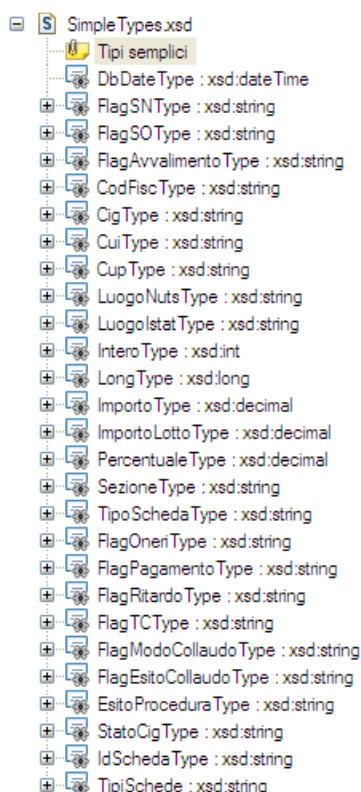 SimpleTypes.xsd
Tipi semplici
DbDateType : xsd:dateTime
FlagSNType : xsd:string
FlagSOType : xsd:string
FlagAvvalimentoType : xsd:string
CodFiscType : xsd:string
CigType : xsd:string
CuiType : xsd:string
CupType : xsd:string
LuogoNutsType : xsd:string
LuogoIstatType : xsd:string
InteroType : xsd:int
LongType : xsd:long
ImportoType : xsd:decimal
ImportoLottoType : xsd:decimal
PercentualeType : xsd:decimal
SezioneType : xsd:string
TipoSchedaType : xsd:string
FlagOneriType : xsd:string
FlagPagamentoType : xsd:string
FlagRitardoType : xsd:string
FlagTCType : xsd:string
FlagModoCollaudoType : xsd:string
FlagEsitoCollaudoType : xsd:string
EsitoProceduraType : xsd:string
StatoCigType : xsd:string
IdSchedaType : xsd:string
TipiSchede : xsd:string